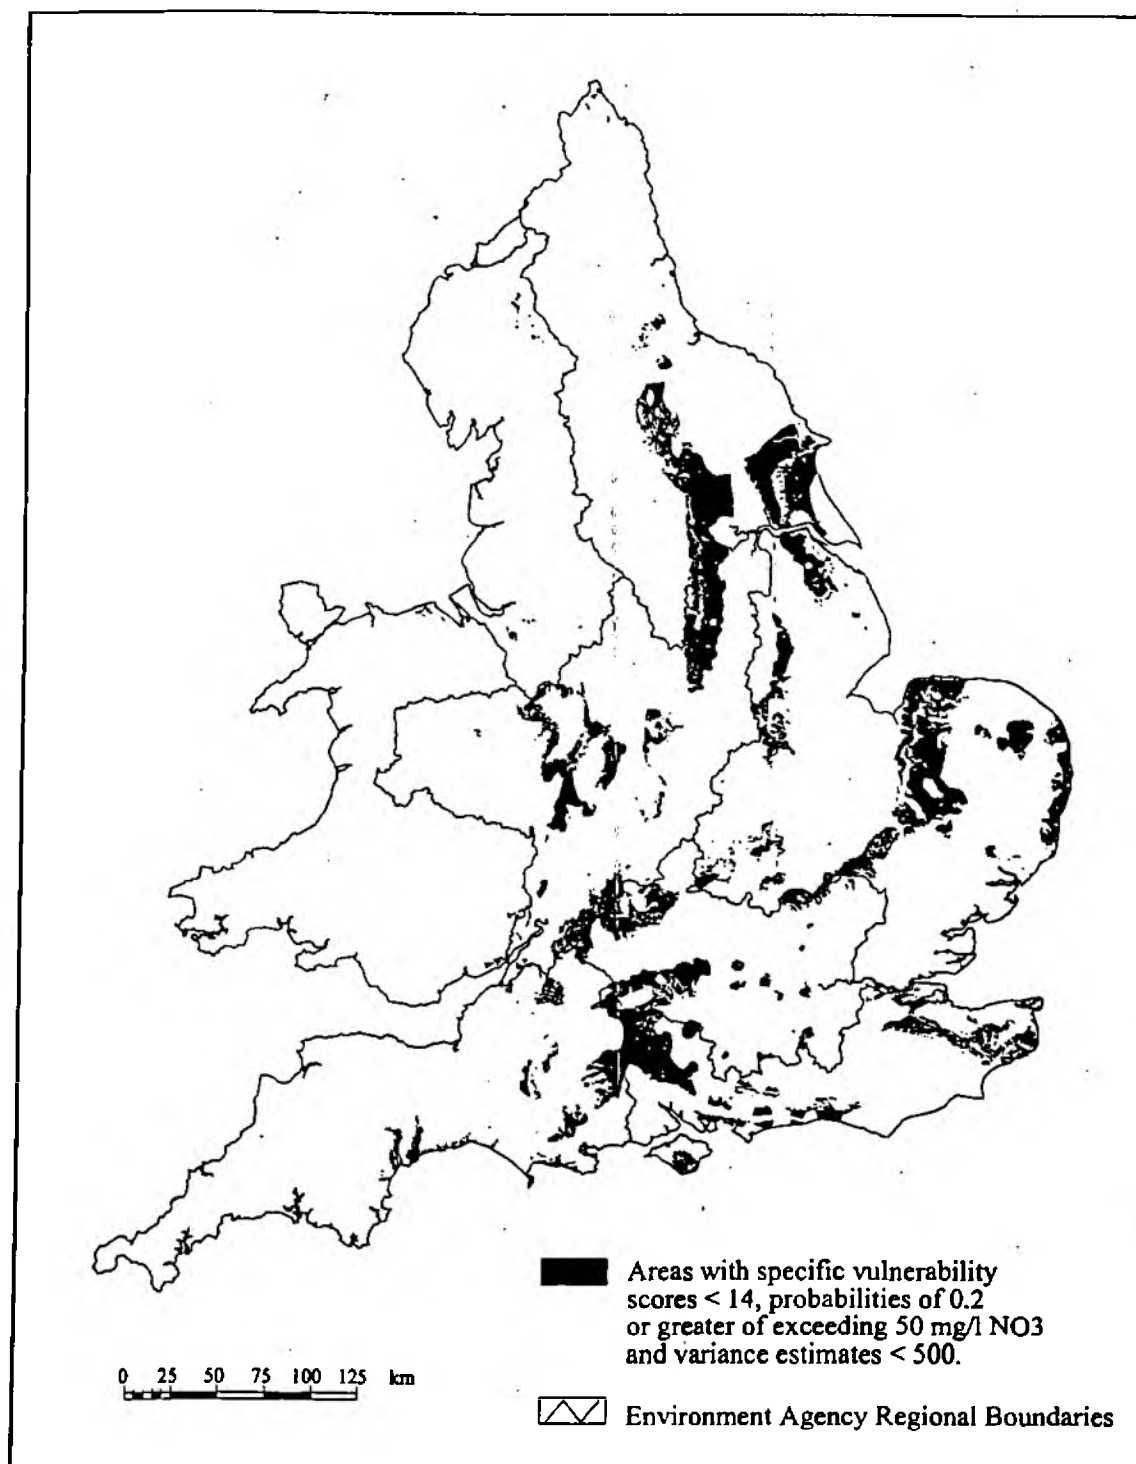 Areas with specific vulnerability
scores < 14, probabilities of 0.2
or greater of exceeding 50 mg/l NO3
and variance estimates < 500.
0 25 50 75 100 125 km
Environment Agency Regional Boundaries